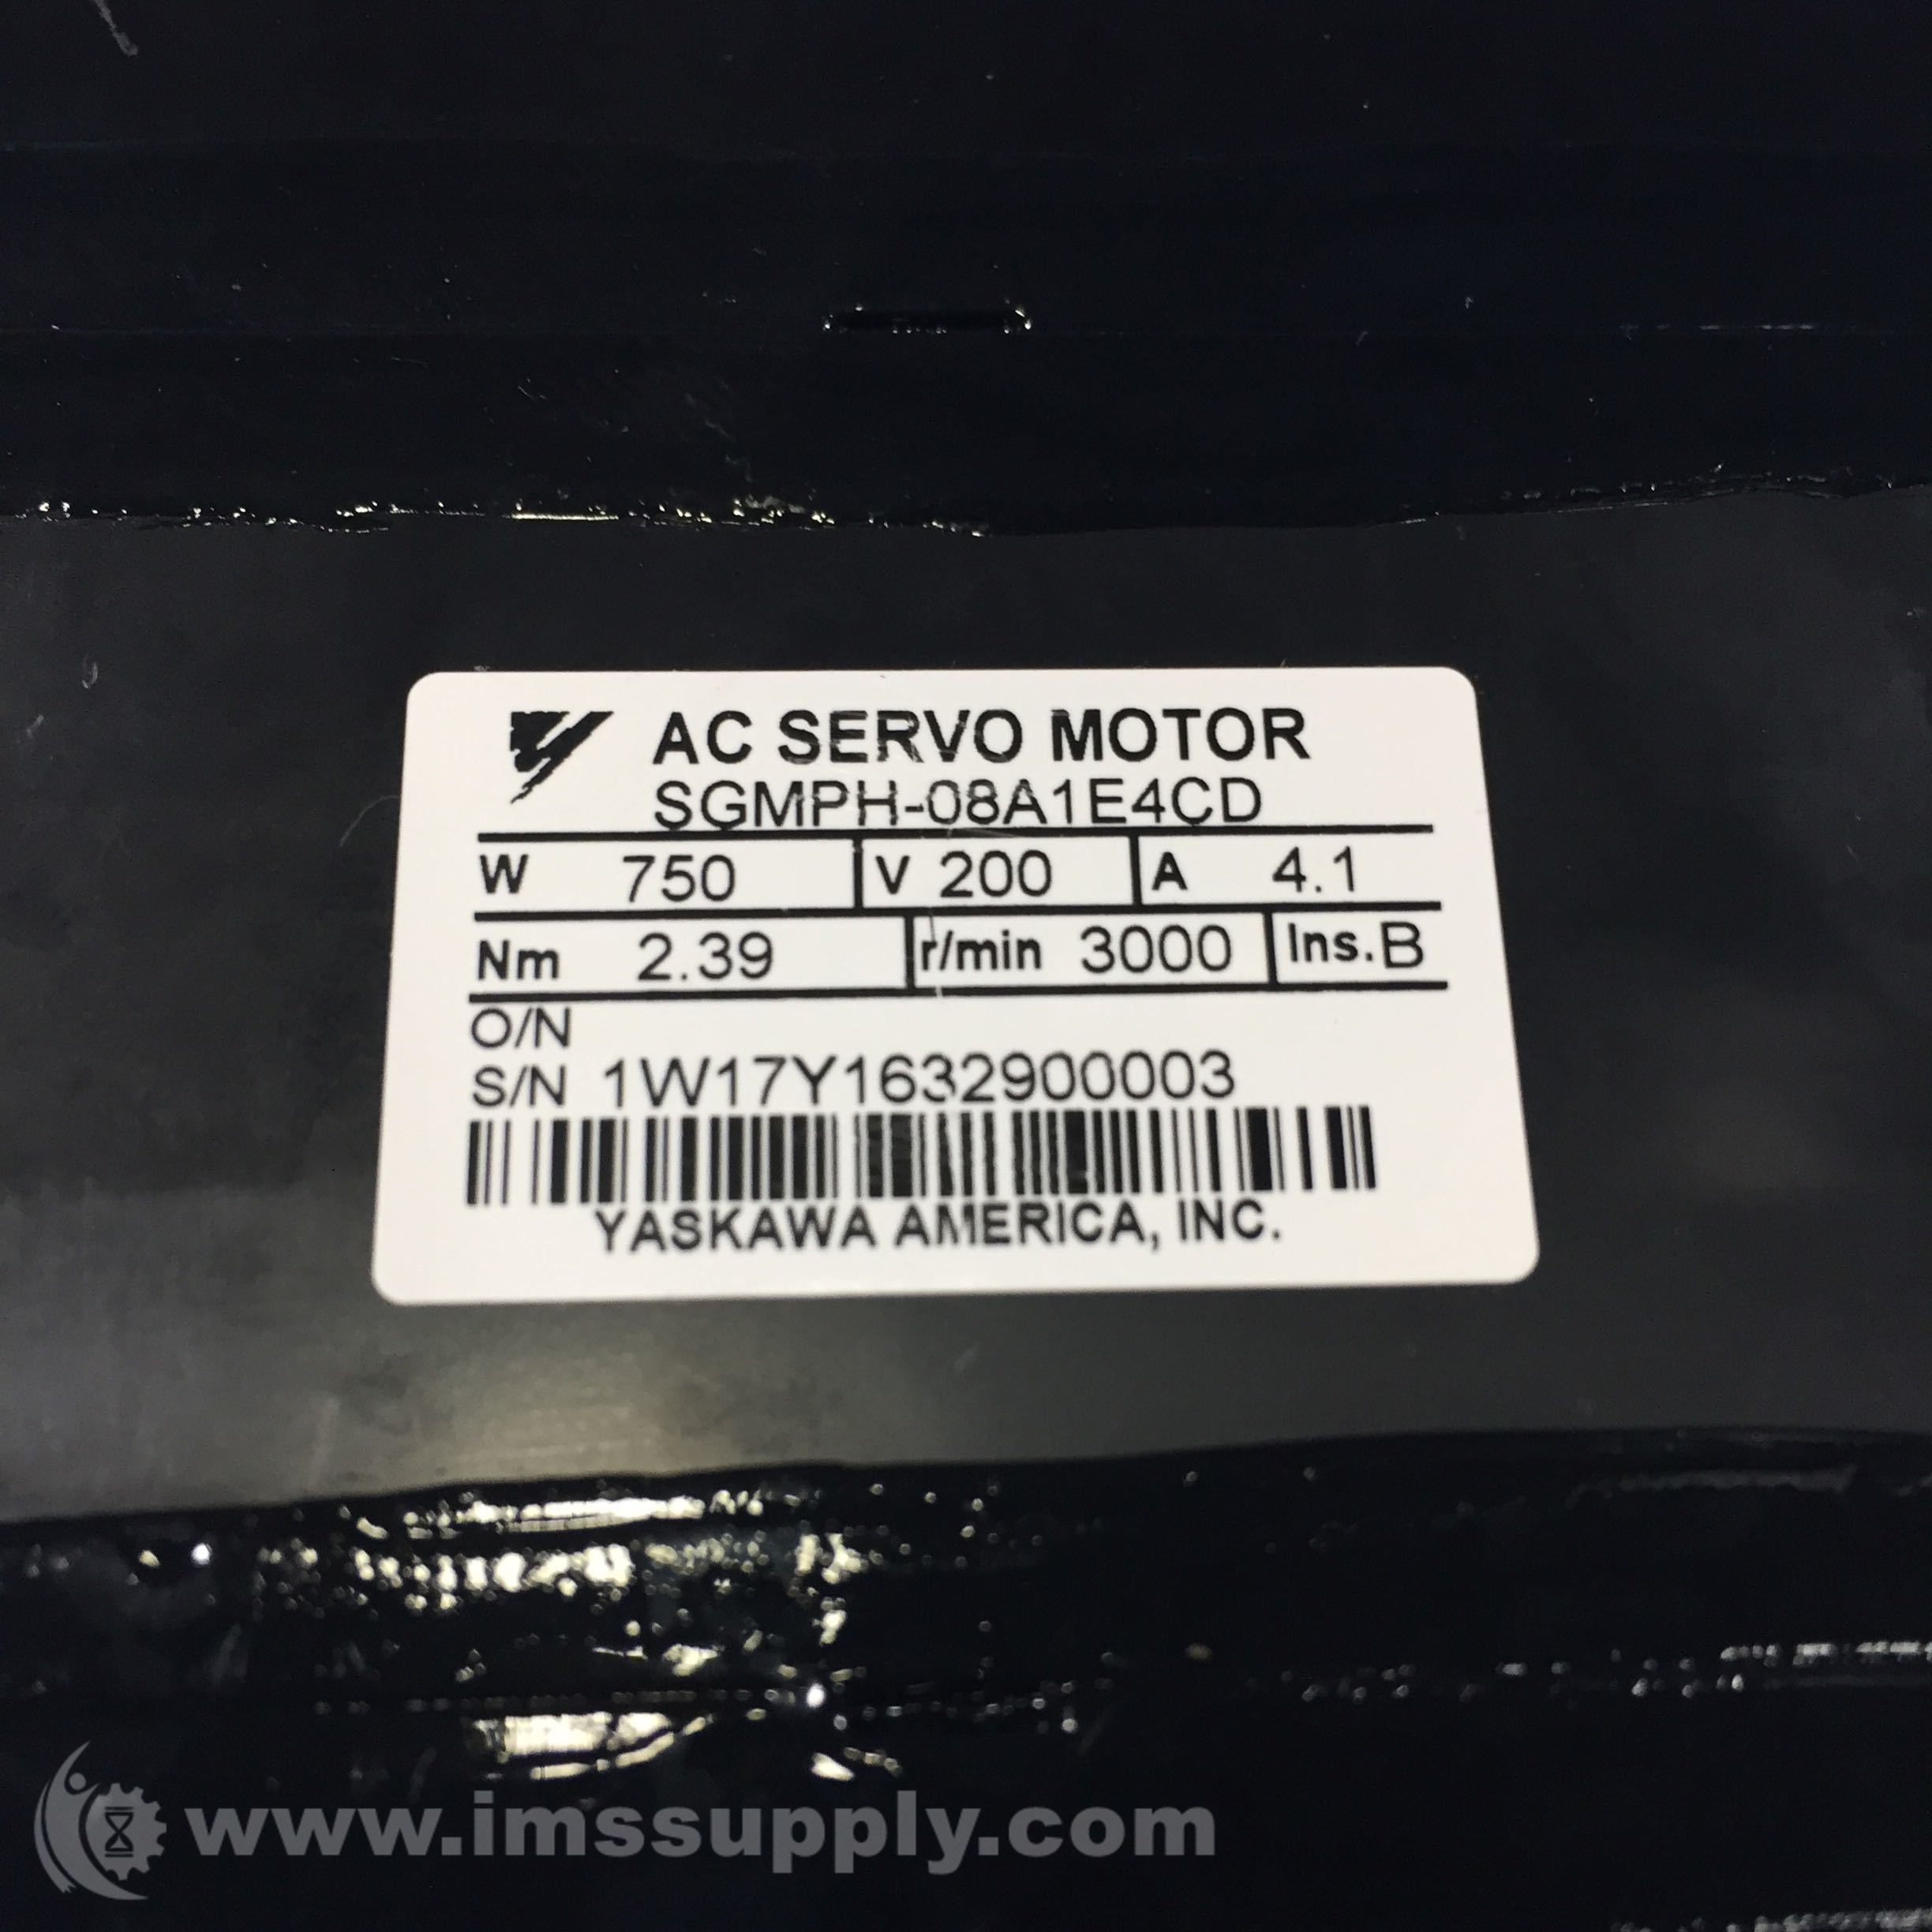 AC SERVO MOTOR
SGMPH-08A1E4CD
W 750 V 200 A 4.1
Nm 2.39 r/min 3000 Ins.B
O/N
S/N 1W17Y1632900003
YASKAWA AMERICA, INC.
www.imssupply.com